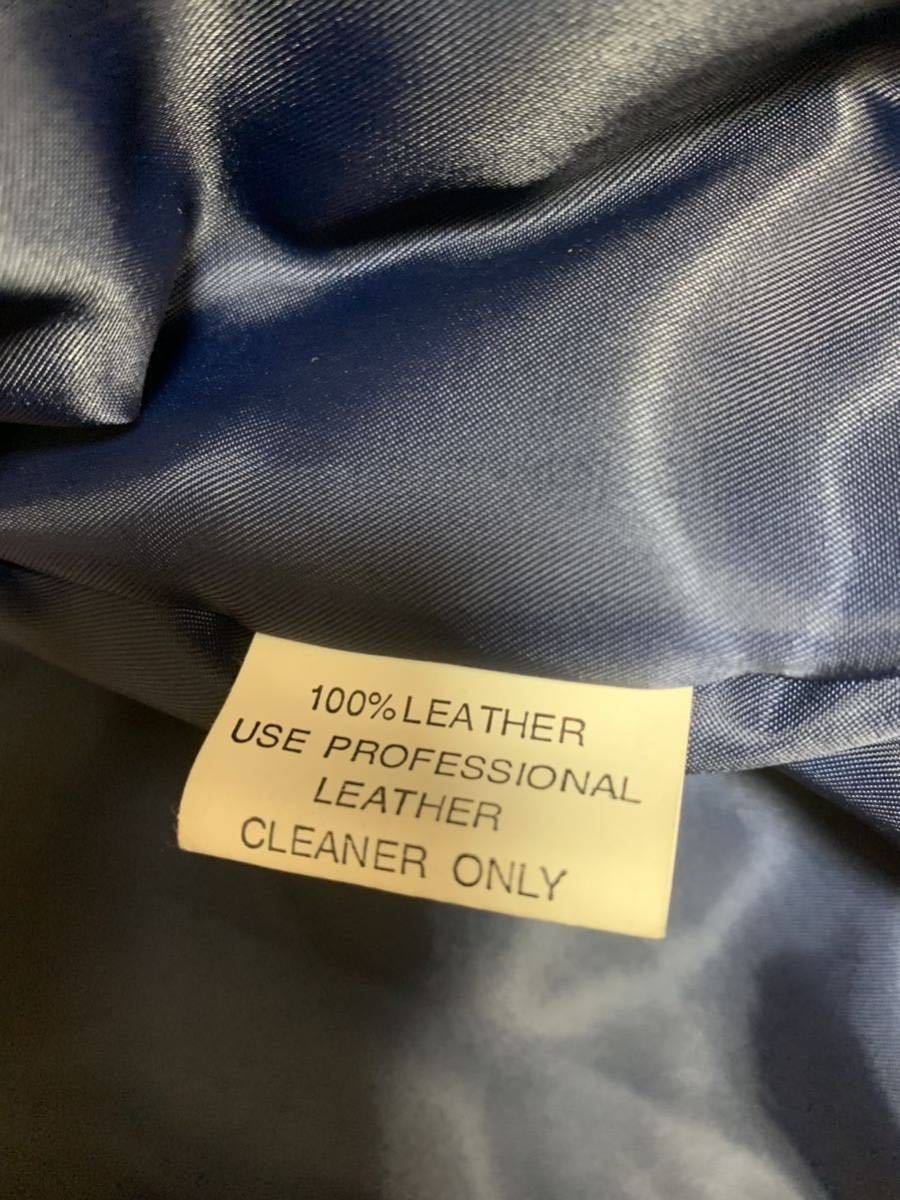 100% LEATHER
USE PROFESSIONAL
LEATHER
CLEANER ONLY